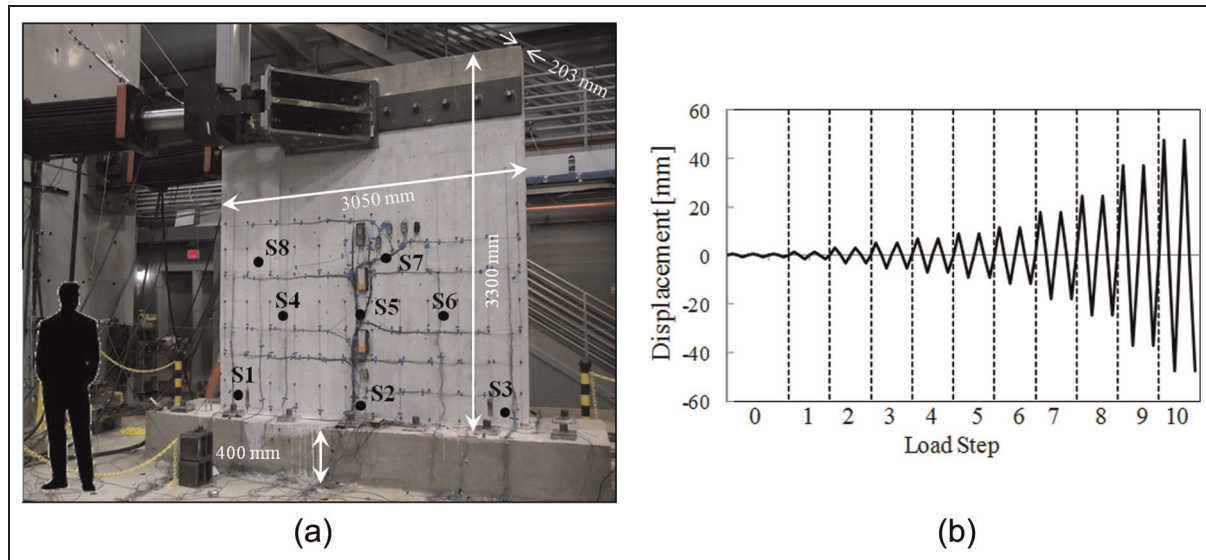 203 mm
3050 mm
3300 mm
S8
S7
S4
S5
S6
S1
S2
S3
400 mm
(a)
60
40
20
0
-20
-40
-60
Displacement [mm]
0 1 2 3 4 5 6 7 8 9 10
Load Step
(b)